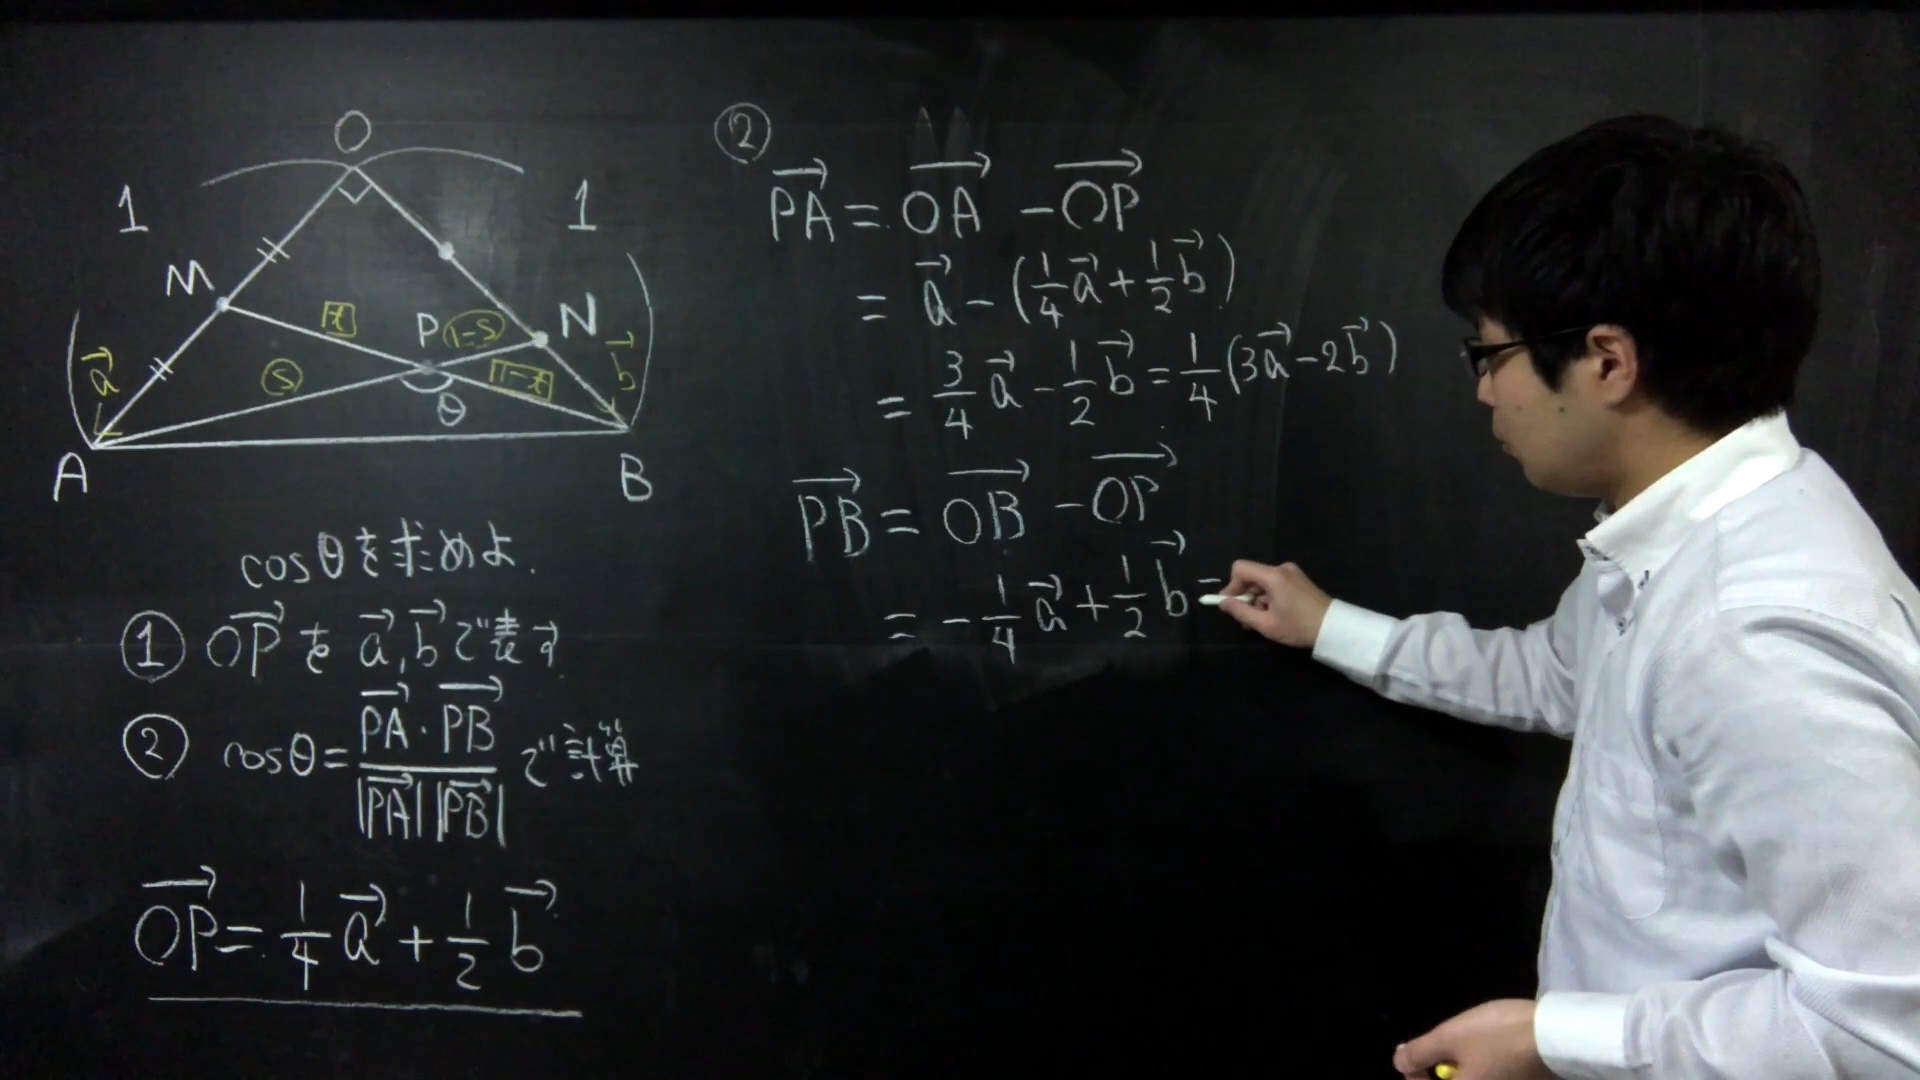 O
1
1
M
x
P
1-s
N
a→
s
1-x
b→
θ
A
B
cosθを求めよ.
① OP→ を a→, b→ で表す
② cosθ = (PA→・PB→)/(|PA→||PB→|) で計算
OP→ = 1/4 a→ + 1/2 b→
②
PA→ = OA→ - OP→
= a→ - (1/4 a→ + 1/2 b→)
= 3/4 a→ - 1/2 b→ = 1/4 (3a→ - 2b→)
PB→ = OB→ - OP→
= -1/4 a→ + 1/2 b→ =